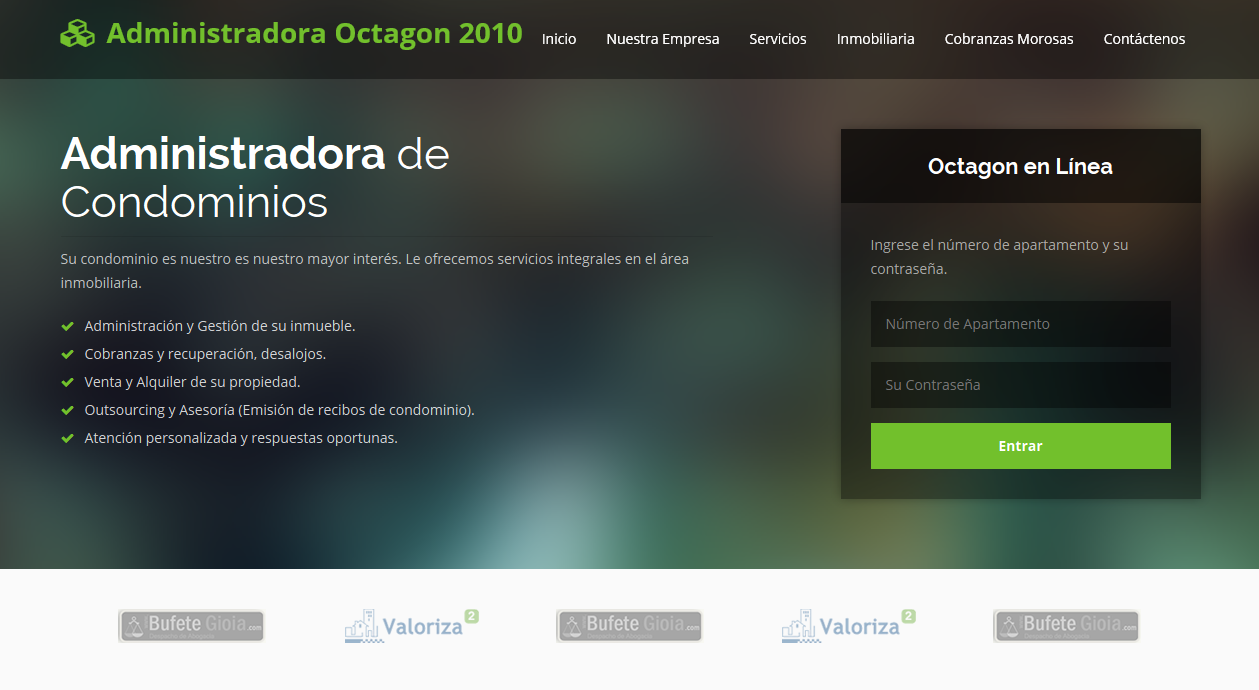 Administradora Octagon 2010
Inicio
Nuestra Empresa
Servicios
Inmobiliaria
Cobranzas Morosas
Contáctenos
Administradora de
Condominios
Su condominio es nuestro es nuestro mayor interés. Le ofrecemos servicios integrales en el área
inmobiliaria.
Administración y Gestión de su inmueble.
Cobranzas y recuperación, desalojos.
Venta y Alquiler de su propiedad.
Outsourcing y Asesoría (Emisión de recibos de condominio).
Atención personalizada y respuestas oportunas.
Octagon en Línea
Ingrese el número de apartamento y su
contraseña.
Número de Apartamento
Su Contraseña
Entrar
Bufete Gioia.com
Valoriza 2
Bufete Gioia.com
Valoriza 2
Bufete Gioia.com